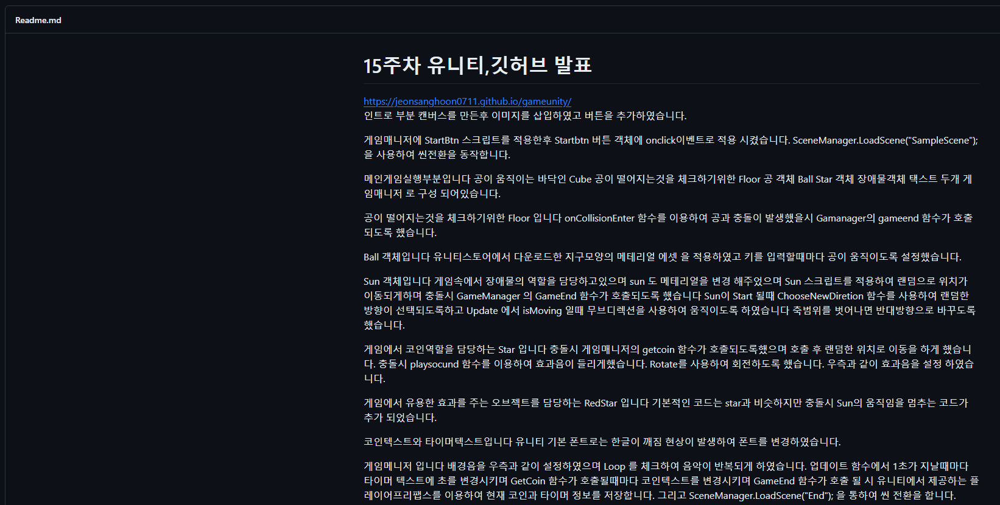 Readme.md
15주차 유니티,깃허브 발표
https://jeonsanghoon0711.github.io/gameunity/
인트로 부분 캔버스를 만든후 이미지를 삽입하였고 버튼을 추가하였습니다.
게임매니저에 StartBtn 스크립트를 적용한후 Startbtn 버튼 객체에 onclick이벤트로 적용 시켰습니다. SceneManager.LoadScene("SampleScene");
을 사용하여 씬전환을 동작합니다.
메인게임실행부분입니다 공이 움직이는 바닥인 Cube 공이 떨어지는것을 체크하기위한 Floor 공 객체 Ball Star 객체 장애물객체 택스트 두개 게
임매니저 로 구성 되어있습니다.
공이 떨어지는것을 체크하기위한 Floor 입니다 onCollisionEnter 함수를 이용하여 공과 충돌이 발생했을시 Gamanager의 gameend 함수가 호출
되도록 했습니다.
Ball 객체입니다 유니티스토어에서 다운로드한 지구모양의 메테리얼 에셋 을 적용하였고 키를 입력할때마다 공이 움직이도록 설정했습니다.
Sun 객체입니다 게임속에서 장애물의 역할을 담당하고있으며 sun 도 메테리얼을 변경 해주었으며 Sun 스크립트를 적용하여 랜덤으로 위치가
이동되게하며 충돌시 GameManager 의 GameEnd 함수가 호출되도록 했습니다 Sun이 Start 될때 ChooseNewDiretion 함수를 사용하여 랜덤한
방향이 선택되도록하고 Update 에서 isMoving 일때 무브디렉션을 사용하여 움직이도록 하였습니다 축범위를 벗어나면 반대방향으로 바꾸도록
했습니다.
게임에서 코인역할을 담당하는 Star 입니다 충돌시 게임매니저의 getcoin 함수가 호출되도록했으며 호출 후 랜덤한 위치로 이동을 하게 했습니
다. 충돌시 playsocund 함수를 이용하여 효과음이 들리게했습니다. Rotate를 사용하여 회전하도록 했습니다. 우측과 같이 효과음을 설정 하였습
니다.
게임에서 유용한 효과를 주는 오브젝트를 담당하는 RedStar 입니다 기본적인 코드는 star과 비슷하지만 충돌시 Sun의 움직임을 멈추는 코드가
추가 되었습니다.
코인텍스트와 타이머텍스트입니다 유니티 기본 폰트로는 한글이 깨짐 현상이 발생하여 폰트를 변경하였습니다.
게임메니저 입니다 배경음을 우측과 같이 설정하였으며 Loop 를 체크하여 음악이 반복되게 하였습니다. 업데이트 함수에서 1초가 지날때마다
타이머 텍스트에 초를 변경시키며 GetCoin 함수가 호출될때마다 코인텍스트를 변경시키며 GameEnd 함수가 호출 될 시 유니티에서 제공하는 플
레이어프리팹스를 이용하여 현재 코인과 타이머 정보를 저장합니다. 그리고 SceneManager.LoadScene("End"); 을 통하여 씬 전환을 합니다.